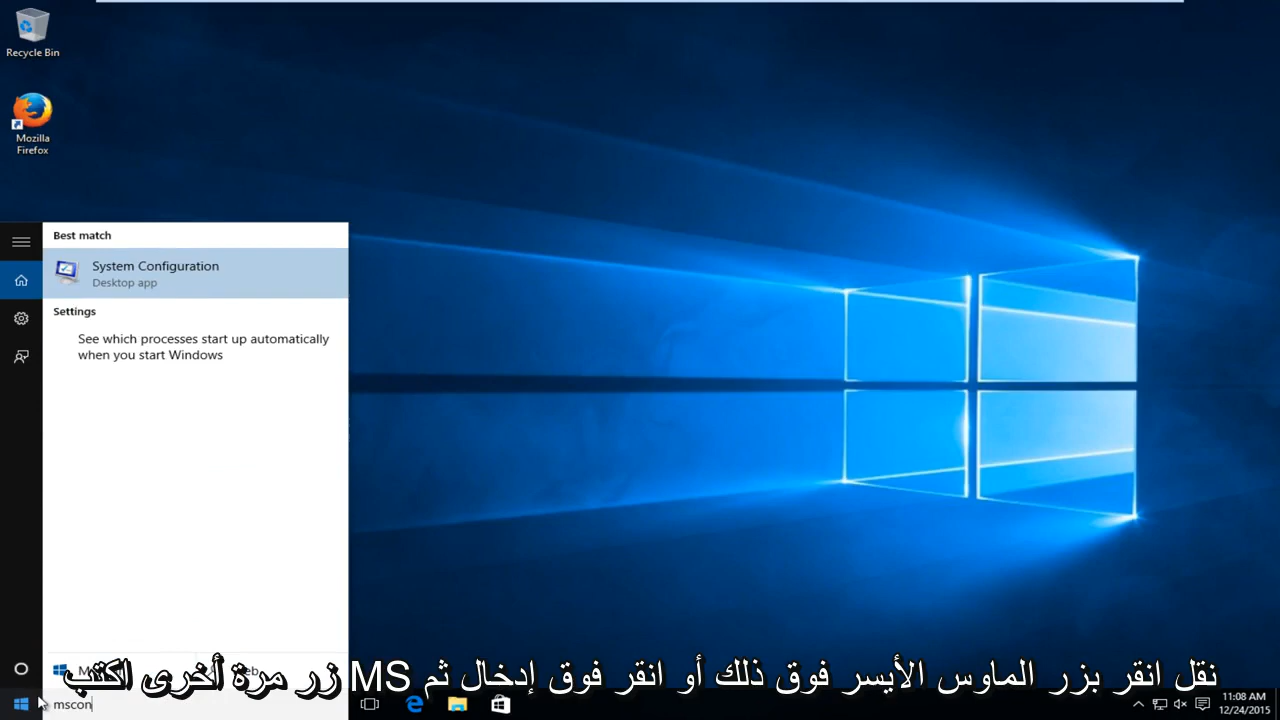 Recycle Bin
Mozilla
Firefox
Best match
System Configuration
Desktop app
Settings
See which processes start up automatically
when you start Windows
نقل انقر بزر الماوس الأيسر فوق ذلك أو انقر فوق إدخال ثم MS زر مرة أخرى اكتب
mscon
11:08 AM
12/24/2015